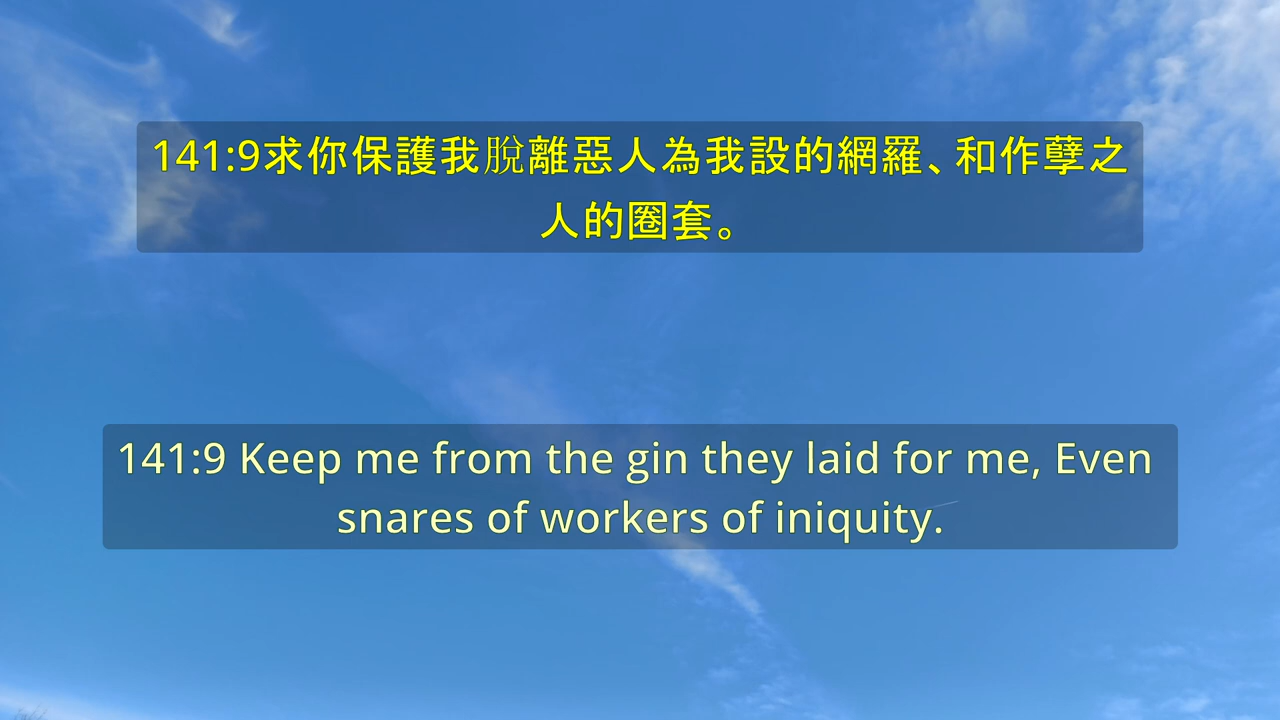 141:9求你保護我脫離惡人為我設的網羅、和作孽之
人的圈套。
141:9 Keep me from the gin they laid for me, Even
snares of workers of iniquity.